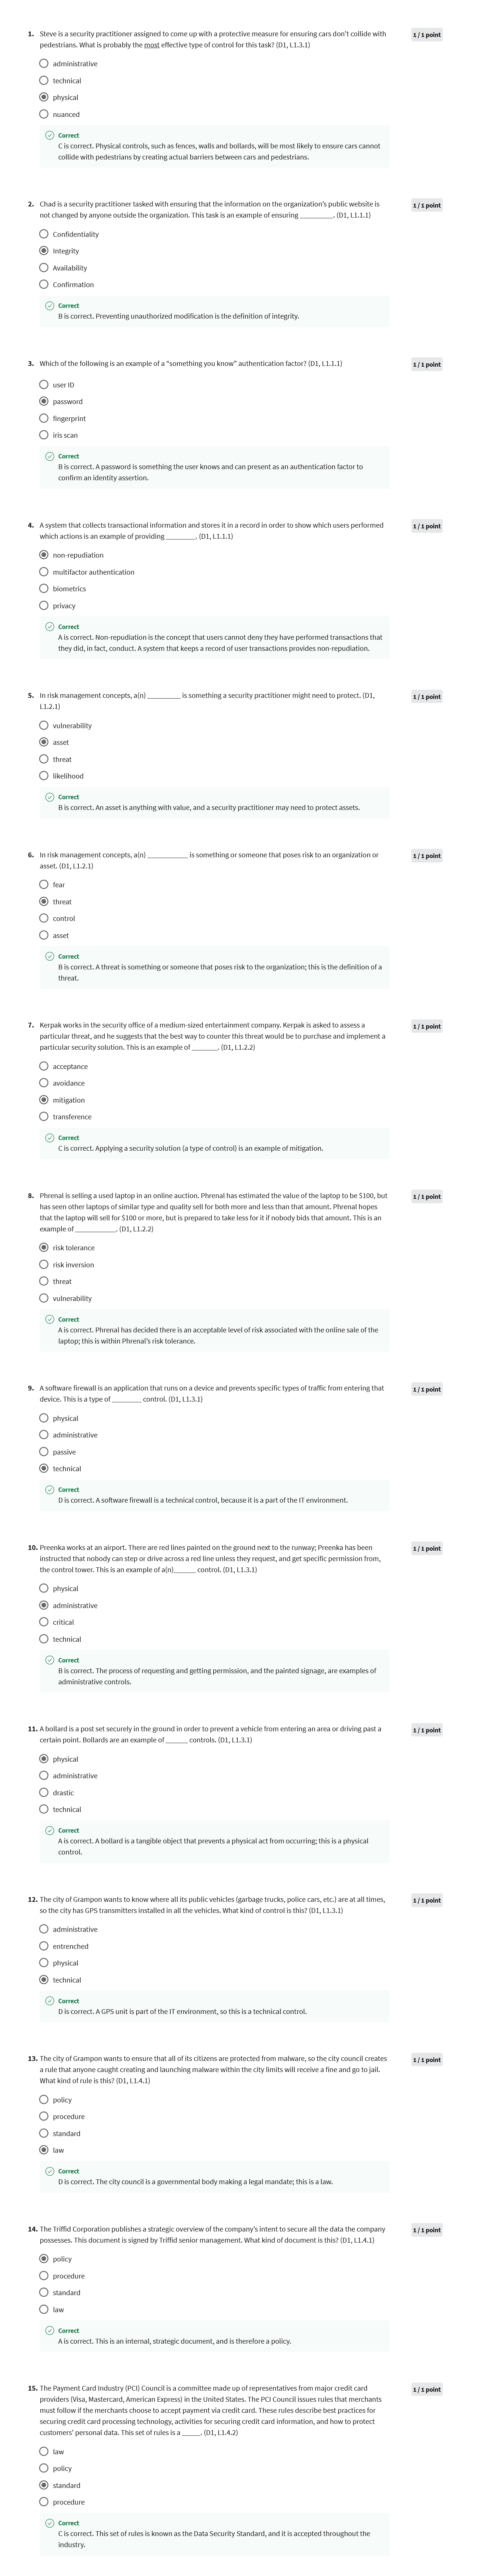 1. Steve is a security practitioner assigned to come up with a protective measure for ensuring cars don't collide with
pedestrians. What is probably the most effective type of control for this task? (D1, L1.3.1)
1 / 1 point
administrative
technical
physical
nuanced
Correct
C is correct. Physical controls, such as fences, walls and bollards, will be most likely to ensure cars cannot
collide with pedestrians by creating actual barriers between cars and pedestrians.
2. Chad is a security practitioner tasked with ensuring that the information on the organization's public website is
not changed by anyone outside the organization. This task is an example of ensuring _________. (D1, L1.1.1)
1 / 1 point
Confidentiality
Integrity
Availability
Confirmation
Correct
B is correct. Preventing unauthorized modification is the definition of integrity.
3. Which of the following is an example of a "something you know" authentication factor? (D1, L1.1.1)
1 / 1 point
user ID
password
fingerprint
iris scan
Correct
B is correct. A password is something the user knows and can present as an authentication factor to
confirm an identity assertion.
4. A system that collects transactional information and stores it in a record in order to show which users performed
which actions is an example of providing ________. (D1, L1.1.1)
1 / 1 point
non-repudiation
multifactor authentication
biometrics
privacy
Correct
A is correct. Non-repudiation is the concept that users cannot deny they have performed transactions that
they did, in fact, conduct. A system that keeps a record of user transactions provides non-repudiation.
5. In risk management concepts, a(n) _________ is something a security practitioner might need to protect. (D1,
L1.2.1)
1 / 1 point
vulnerability
asset
threat
likelihood
Correct
B is correct. An asset is anything with value, and a security practitioner may need to protect assets.
6. In risk management concepts, a(n) ___________ is something or someone that poses risk to an organization or
asset. (D1, L1.2.1)
1 / 1 point
fear
threat
control
asset
Correct
B is correct. A threat is something or someone that poses risk to the organization; this is the definition of a
threat.
7. Kerpak works in the security office of a medium-sized entertainment company. Kerpak is asked to assess a
particular threat, and he suggests that the best way to counter this threat would be to purchase and implement a
particular security solution. This is an example of _______. (D1, L1.2.2)
1 / 1 point
acceptance
avoidance
mitigation
transference
Correct
C is correct. Applying a security solution (a type of control) is an example of mitigation.
8. Phrenal is selling a used laptop in an online auction. Phrenal has estimated the value of the laptop to be $100, but
has seen other laptops of similar type and quality sell for both more and less than that amount. Phrenal hopes
that the laptop will sell for $100 or more, but is prepared to take less for it if nobody bids that amount. This is an
example of ___________. (D1, L1.2.2)
1 / 1 point
risk tolerance
risk inversion
threat
vulnerability
Correct
A is correct. Phrenal has decided there is an acceptable level of risk associated with the online sale of the
laptop; this is within Phrenal's risk tolerance.
9. A software firewall is an application that runs on a device and prevents specific types of traffic from entering that
device. This is a type of ________ control. (D1, L1.3.1)
1 / 1 point
physical
administrative
passive
technical
Correct
D is correct. A software firewall is a technical control, because it is a part of the IT environment.
10. Preenka works at an airport. There are red lines painted on the ground next to the runway; Preenka has been
instructed that nobody can step or drive across a red line unless they request, and get specific permission from,
the control tower. This is an example of a(n)______ control. (D1, L1.3.1)
1 / 1 point
physical
administrative
critical
technical
Correct
B is correct. The process of requesting and getting permission, and the painted signage, are examples of
administrative controls.
11. A bollard is a post set securely in the ground in order to prevent a vehicle from entering an area or driving past a
certain point. Bollards are an example of ______ controls. (D1, L1.3.1)
1 / 1 point
physical
administrative
drastic
technical
Correct
A is correct. A bollard is a tangible object that prevents a physical act from occurring; this is a physical
control.
12. The city of Grampon wants to know where all its public vehicles (garbage trucks, police cars, etc.) are at all times,
so the city has GPS transmitters installed in all the vehicles. What kind of control is this? (D1, L1.3.1)
1 / 1 point
administrative
entrenched
physical
technical
Correct
D is correct. A GPS unit is part of the IT environment, so this is a technical control.
13. The city of Grampon wants to ensure that all of its citizens are protected from malware, so the city council creates
a rule that anyone caught creating and launching malware within the city limits will receive a fine and go to jail.
What kind of rule is this? (D1, L1.4.1)
1 / 1 point
policy
procedure
standard
law
Correct
D is correct. The city council is a governmental body making a legal mandate; this is a law.
14. The Triffid Corporation publishes a strategic overview of the company's intent to secure all the data the company
possesses. This document is signed by Triffid senior management. What kind of document is this? (D1, L1.4.1)
1 / 1 point
policy
procedure
standard
law
Correct
A is correct. This is an internal, strategic document, and is therefore a policy.
15. The Payment Card Industry (PCI) Council is a committee made up of representatives from major credit card
providers (Visa, Mastercard, American Express) in the United States. The PCI Council issues rules that merchants
must follow if the merchants choose to accept payment via credit card. These rules describe best practices for
securing credit card processing technology, activities for securing credit card information, and how to protect
customers' personal data. This set of rules is a _____. (D1, L1.4.2)
1 / 1 point
law
policy
standard
procedure
Correct
C is correct. This set of rules is known as the Data Security Standard, and it is accepted throughout the
industry.